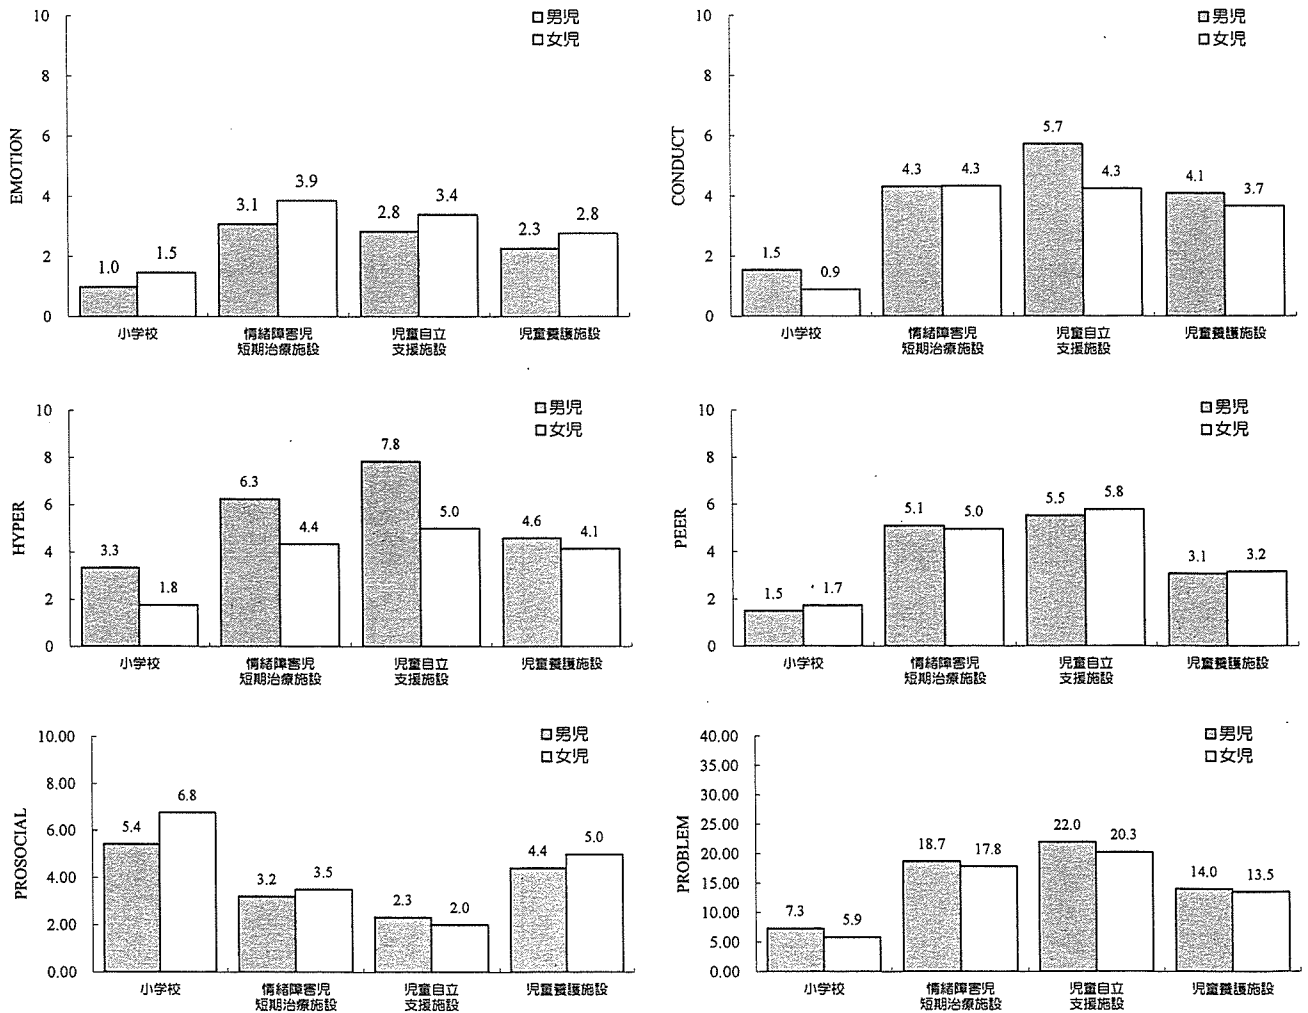 EMOTION
10
8
6
4
2
0
男児
女児
1.0
1.5
3.1
3.9
2.8
3.4
2.3
2.8
小学校
情緒障害児
短期治療施設
児童自立
支援施設
児童養護施設
CONDUCT
10
8
6
4
2
0
男児
女児
1.5
0.9
4.3
4.3
5.7
4.3
4.1
3.7
小学校
情緒障害児
短期治療施設
児童自立
支援施設
児童養護施設
HYPER
10
8
6
4
2
0
男児
女児
3.3
1.8
6.3
4.4
7.8
5.0
4.6
4.1
小学校
情緒障害児
短期治療施設
児童自立
支援施設
児童養護施設
PEER
10
8
6
4
2
0
男児
女児
1.5
1.7
5.1
5.0
5.5
5.8
3.1
3.2
小学校
情緒障害児
短期治療施設
児童自立
支援施設
児童養護施設
PROSOCIAL
10.00
8.00
6.00
4.00
2.00
0.00
男児
女児
5.4
6.8
3.2
3.5
2.3
2.0
4.4
5.0
小学校
情緒障害児
短期治療施設
児童自立
支援施設
児童養護施設
PROBLEM
40.00
35.00
30.00
25.00
20.00
15.00
10.00
5.00
0.00
男児
女児
7.3
5.9
18.7
17.8
22.0
20.3
14.0
13.5
小学校
情緒障害児
短期治療施設
児童自立
支援施設
児童養護施設